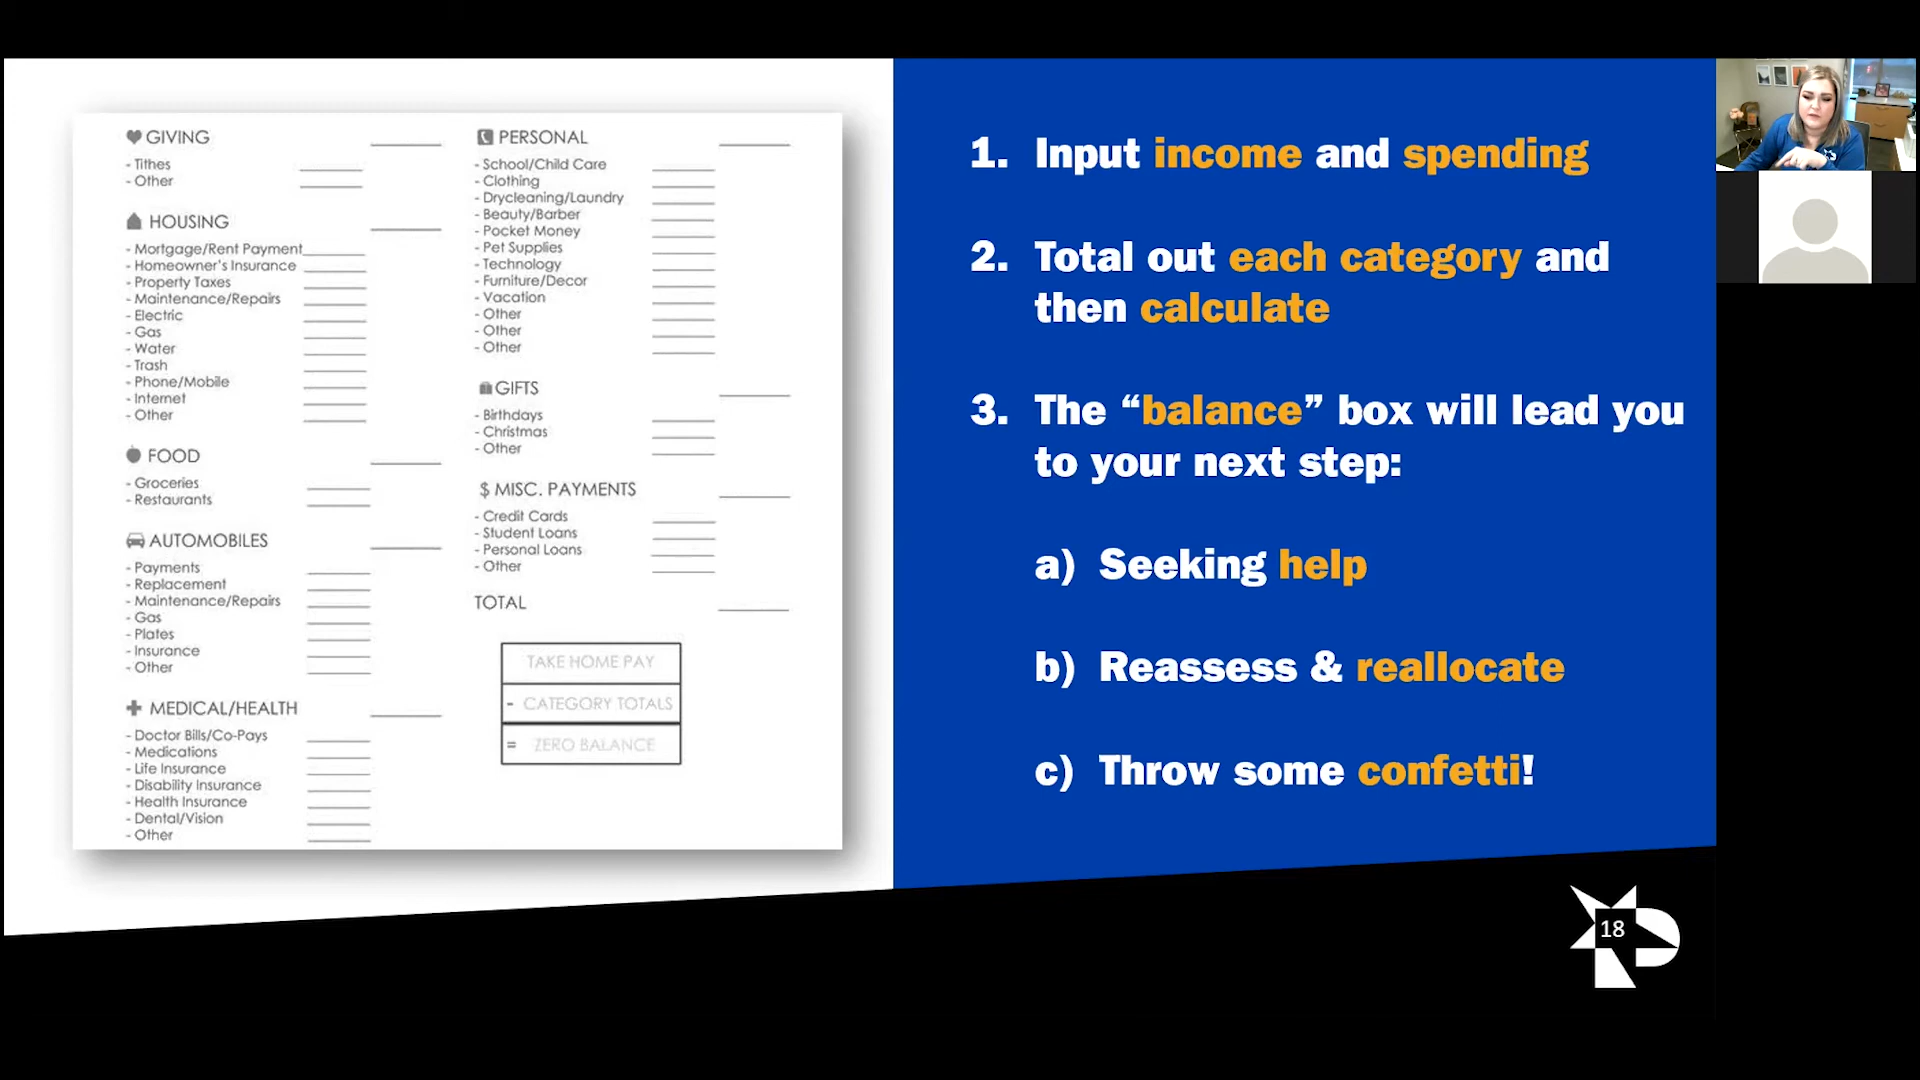 GIVING
- Tithes
- Other
HOUSING
- Mortgage/Rent Payment
- Homeowner's Insurance
- Property Taxes
- Maintenance/Repairs
- Electric
- Gas
- Water
- Trash
- Phone/Mobile
- Internet
- Other
FOOD
- Groceries
- Restaurants
AUTOMOBILES
- Payments
- Replacement
- Maintenance/Repairs
- Gas
- Plates
- Insurance
- Other
MEDICAL/HEALTH
- Doctor Bills/Co-Pays
- Medications
- Life Insurance
- Disability Insurance
- Health Insurance
- Dental/Vision
- Other
PERSONAL
- School/Child Care
- Clothing
- Drycleaning/Laundry
- Beauty/Barber
- Pocket Money
- Pet Supplies
- Technology
- Furniture/Decor
- Vacation
- Other
- Other
- Other
GIFTS
- Birthdays
- Christmas
- Other
$ MISC. PAYMENTS
- Credit Cards
- Student Loans
- Personal Loans
- Other
TOTAL
TAKE HOME PAY
- CATEGORY TOTALS
= ZERO BALANCE
1. Input income and spending
2. Total out each category and
then calculate
3. The “balance” box will lead you
to your next step:
a) Seeking help
b) Reassess & reallocate
c) Throw some confetti!
18